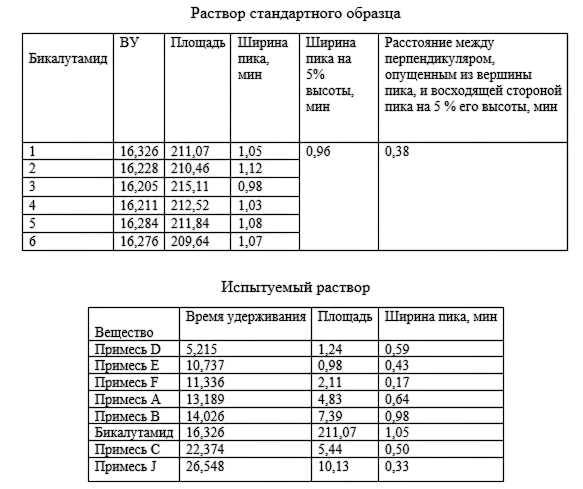 Раствор стандартного образца
Бикалутамид
ВУ
Площадь
Ширина
пика,
мин
Ширина
пика на
5%
высоты,
мин
Расстояние между
перпендикуляром,
опущенным из вершины
пика, и восходящей стороной
пика на 5 % его высоты, мин
1 16,326 211,07 1,05 0,96 0,38
2 16,228 210,46 1,12
3 16,205 215,11 0,98
4 16,211 212,52 1,03
5 16,284 211,84 1,08
6 16,276 209,64 1,07
Испытуемый раствор
Вещество Время удерживания Площадь Ширина пика, мин
Примесь D 5,215 1,24 0,59
Примесь E 10,737 0,98 0,43
Примесь F 11,336 2,11 0,17
Примесь A 13,189 4,83 0,64
Примесь B 14,026 7,39 0,98
Бикалутамид 16,326 211,07 1,05
Примесь C 22,374 5,44 0,50
Примесь J 26,548 10,13 0,33